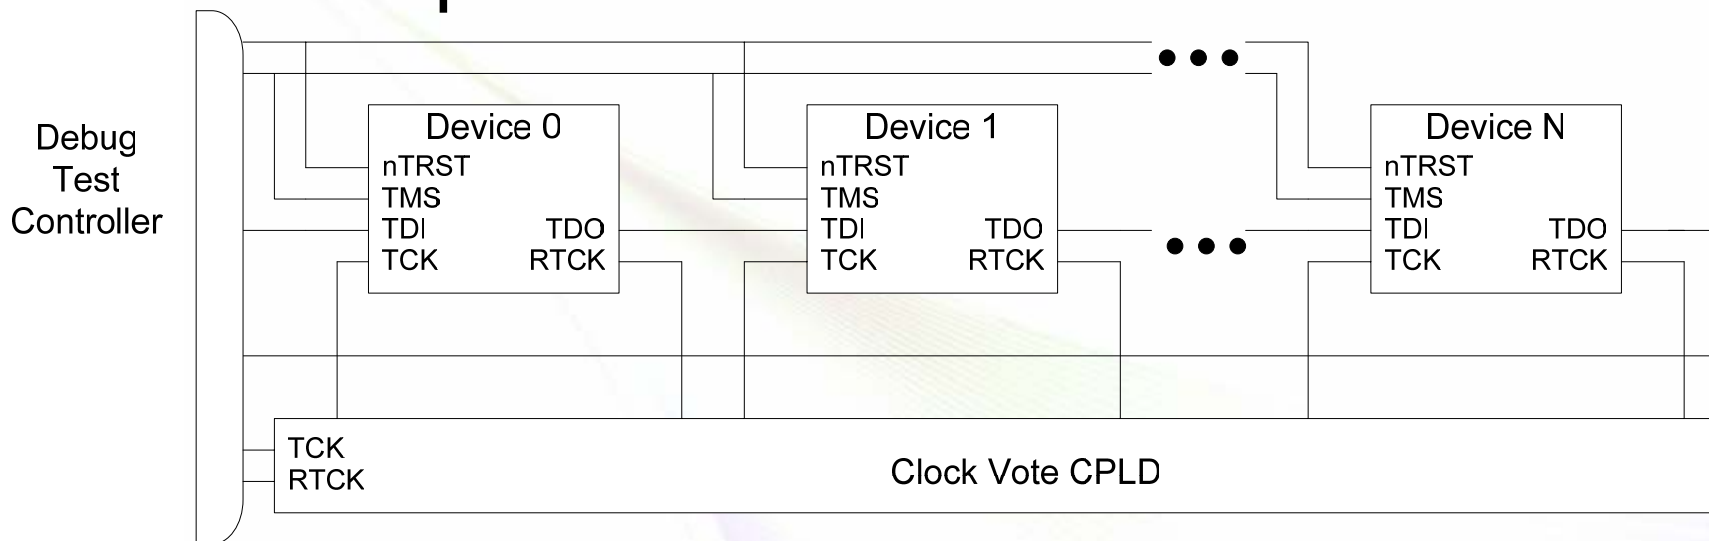 Debug
Test
Controller
Device 0
nTRST
TMS
TDI TDO
TCK RTCK
Device 1
nTRST
TMS
TDI TDO
TCK RTCK
Device N
nTRST
TMS
TDI TDO
TCK RTCK
TCK
RTCK
Clock Vote CPLD